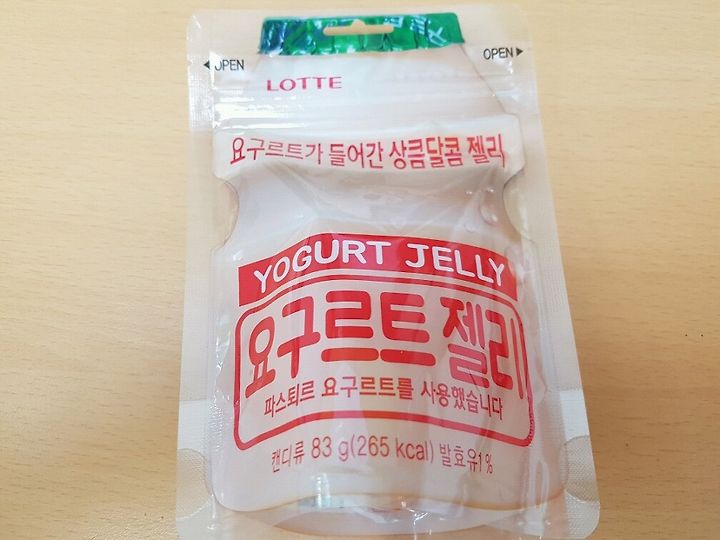 OPEN
OPEN
LOTTE
요구르트가 들어간 상큼달콤 젤리
YOGURT JELLY
요구르트 젤리
파스퇴르 요구르트를 사용했습니다
캔디류 83 g(265 kcal) 발효유1%